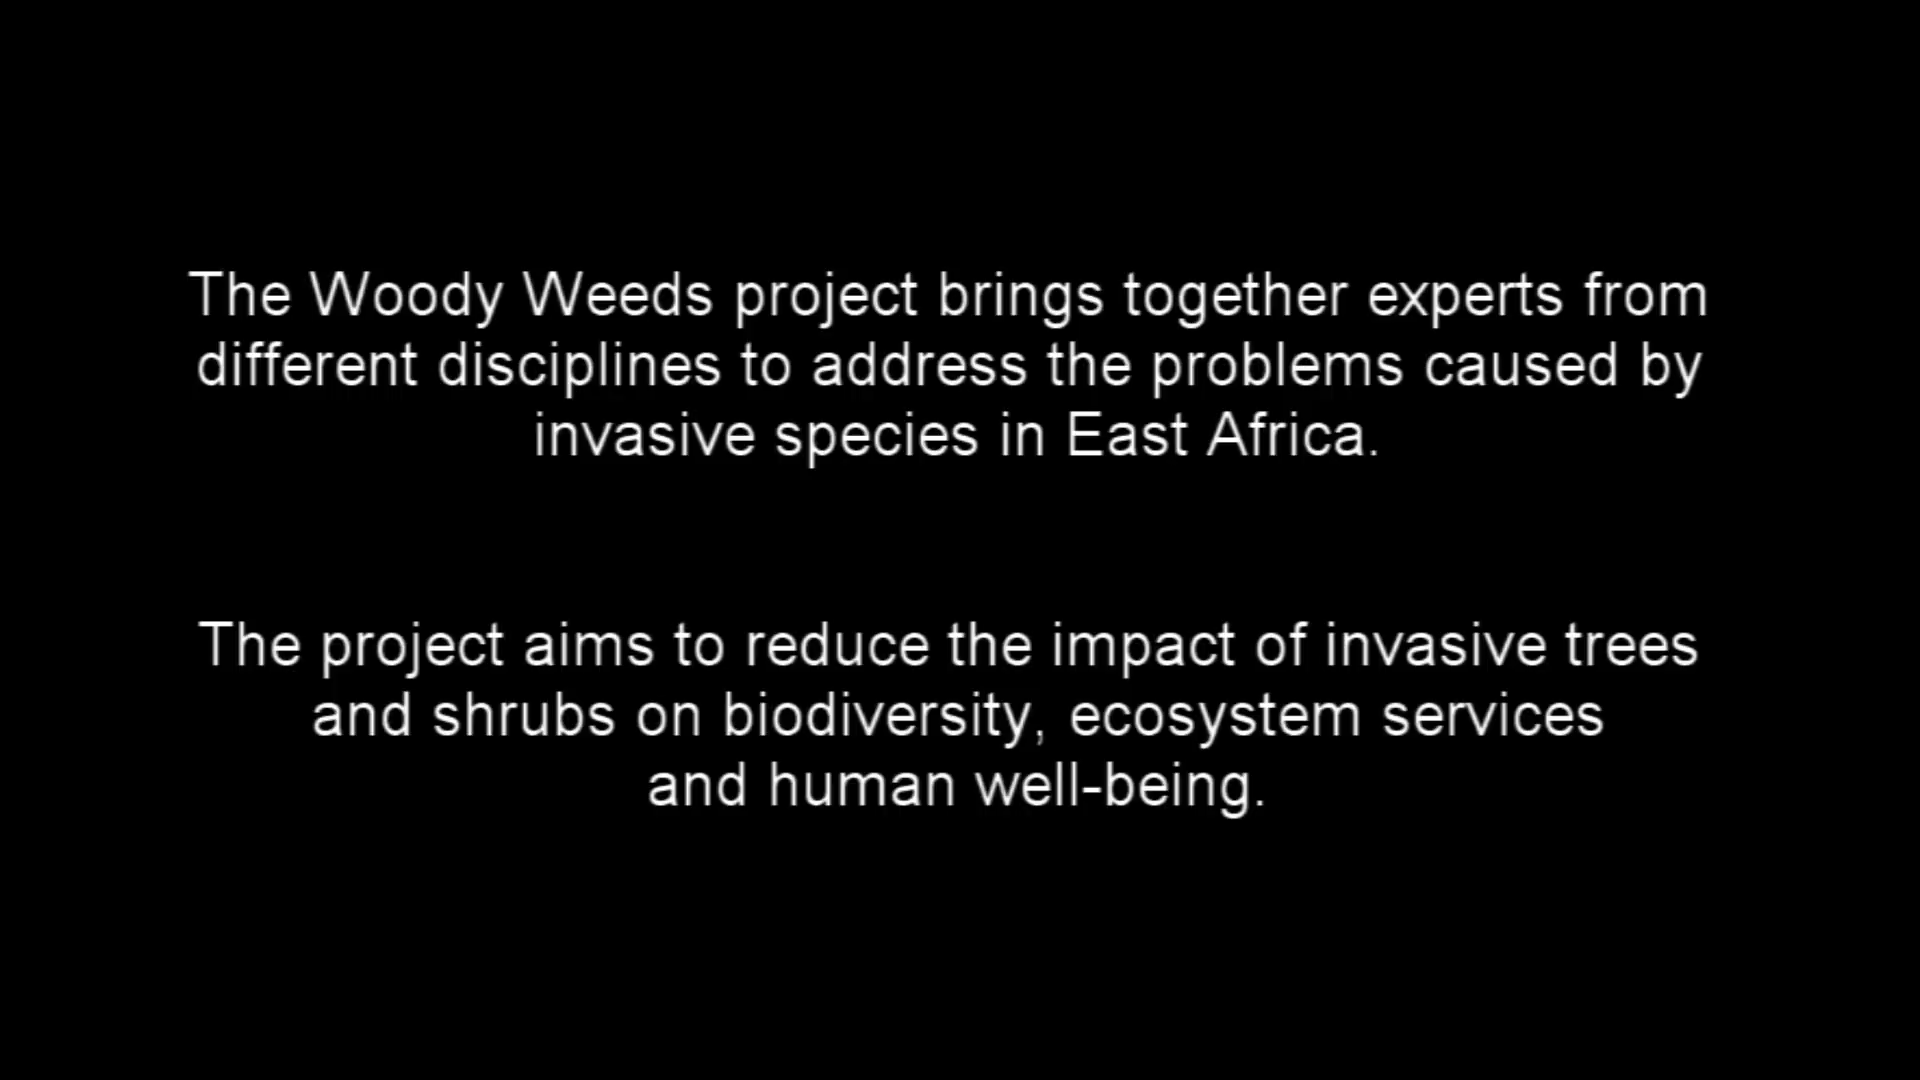 The Woody Weeds project brings together experts from
different disciplines to address the problems caused by
invasive species in East Africa.
The project aims to reduce the impact of invasive trees
and shrubs on biodiversity, ecosystem services
and human well-being.